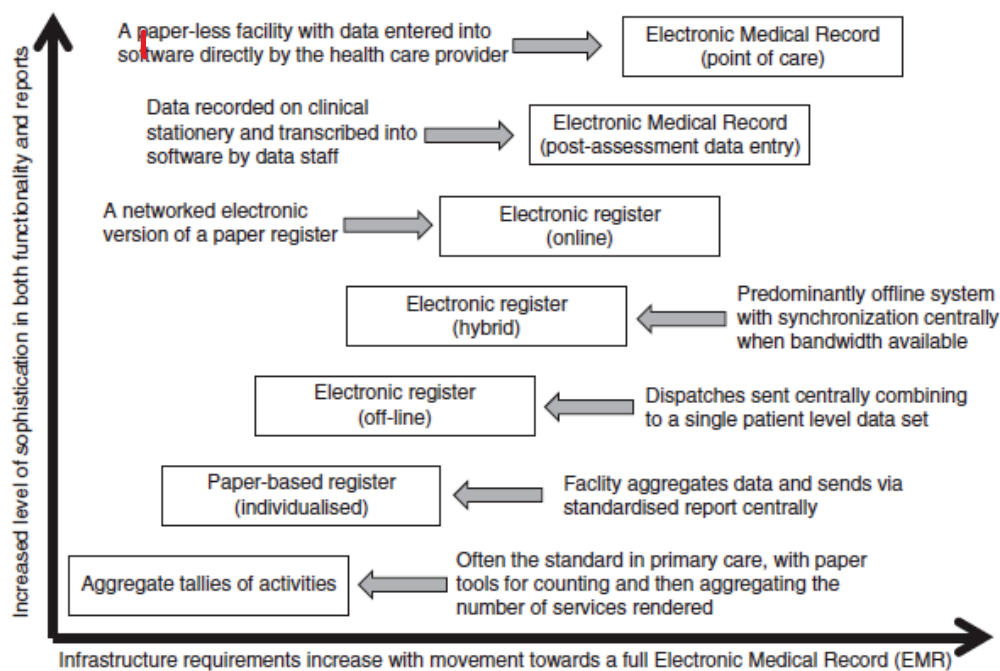 Increased level of sophistication in both functionality and reports
A paper-less facility with data entered into
software directly by the health care provider
Electronic Medical Record
(point of care)
Data recorded on clinical
stationery and transcribed into
software by data staff
Electronic Medical Record
(post-assessment data entry)
A networked electronic
version of a paper register
Electronic register
(online)
Electronic register
(hybrid)
Predominantly offline system
with synchronization centrally
when bandwidth available
Electronic register
(off-line)
Dispatches sent centrally combining
to a single patient level data set
Paper-based register
(individualised)
Faclity aggregates data and sends via
standardised report centrally
Aggregate tallies of activities
Often the standard in primary care, with paper
tools for counting and then aggregating the
number of services rendered
Infrastructure requirements increase with movement towards a full Electronic Medical Record (EMR)